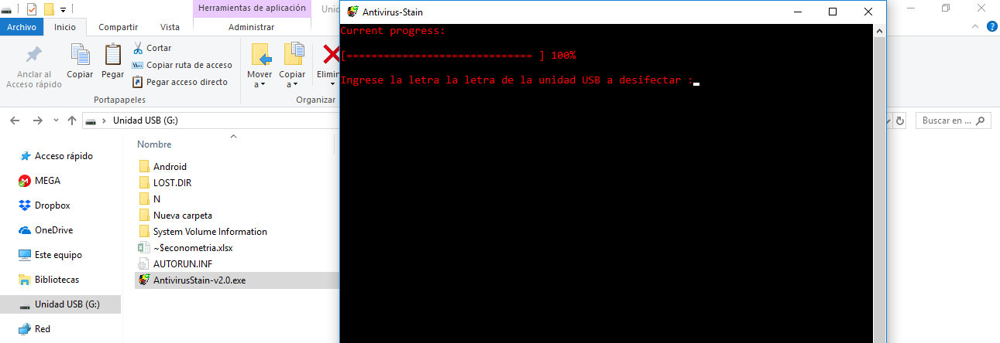 Herramientas de aplicación
Archivo
Inicio
Compartir
Vista
Administrar
Anclar al
Acceso rápido
Copiar
Pegar
Cortar
Copiar ruta de acceso
Pegar acceso directo
Portapapeles
Mover
a
Copiar
a
Organizar
Unidad USB (G:)
Buscar en ...
Acceso rápido
MEGA
Dropbox
OneDrive
Este equipo
Bibliotecas
Unidad USB (G:)
Red
Nombre
Android
LOST.DIR
N
Nueva carpeta
System Volume Information
~$econometria.xlsx
AUTORUN.INF
AntivirusStain-v2.0.exe
Antivirus-Stain
Current progress:
[============================== ] 100%
Ingrese la letra la letra de la unidad USB a desifectar :